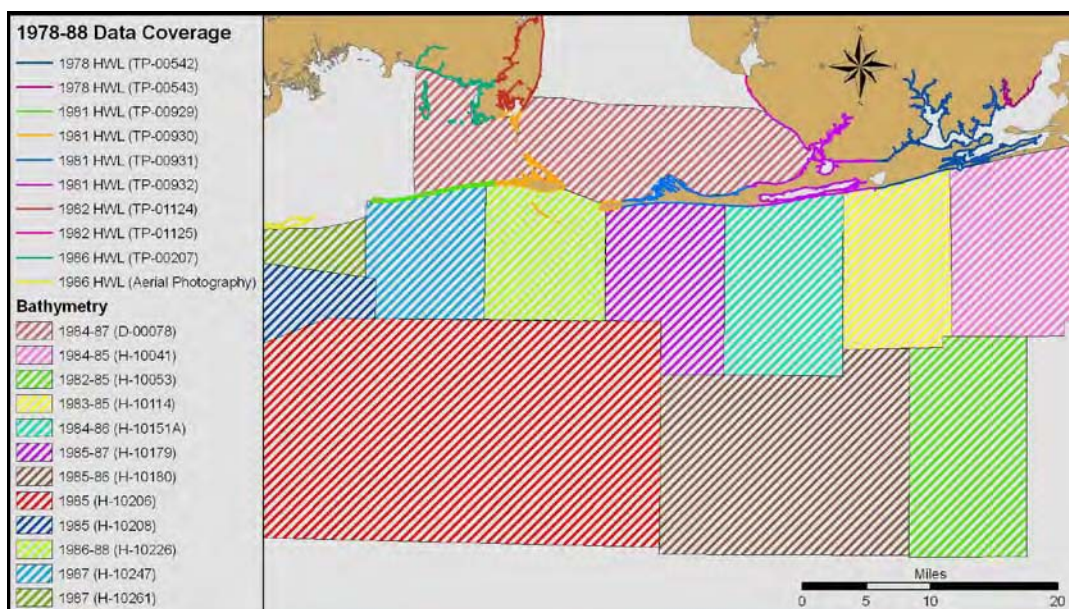 1978-88 Data Coverage
1978 HWL (TP-00542)
1978 HWL (TP-00543)
1981 HWL (TP-00929)
1981 HWL (TP-00930)
1981 HWL (TP-00931)
1981 HWL (TP-00932)
1982 HWL (TP-01124)
1982 HWL (TP-01125)
1986 HWL (TP-00207)
1986 HWL (Aerial Photography)
Bathymetry
1984-87 (D-00078)
1984-85 (H-10041)
1982-85 (H-10053)
1983-85 (H-10114)
1984-86 (H-10151A)
1985-87 (H-10179)
1985-86 (H-10180)
1985 (H-10206)
1985 (H-10208)
1986-88 (H-10226)
1987 (H-10247)
1987 (H-10261)
Miles
0 5 10 20